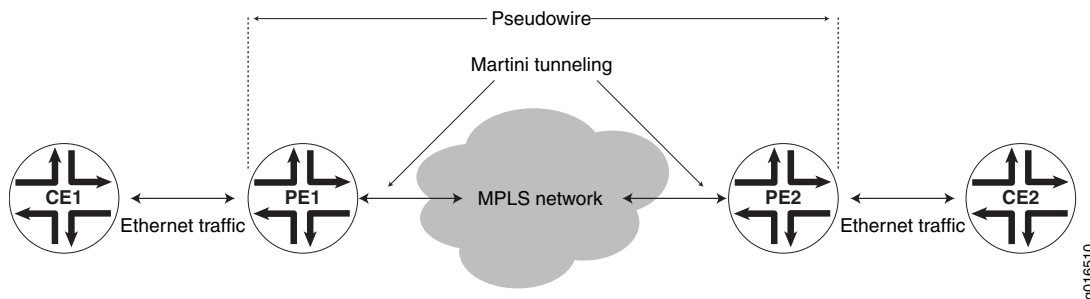 Pseudowire
Martini tunneling
CE1
PE1
MPLS network
PE2
CE2
Ethernet traffic
Ethernet traffic
g016510